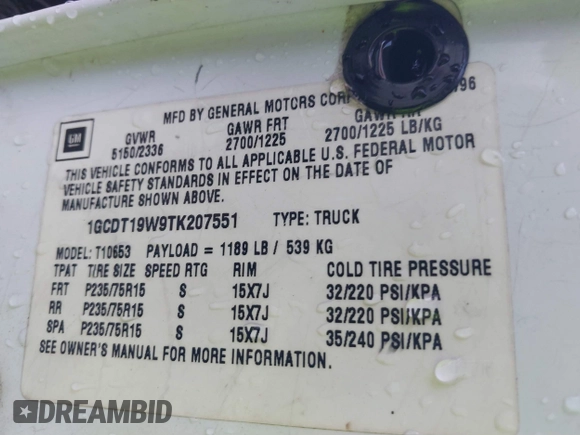 MFD BY GENERAL MOTORS CORP 96
GM
GVWR GAWR FRT GAWR RR
5150/2336 2700/1225 2700/1225 LB/KG
THIS VEHICLE CONFORMS TO ALL APPLICABLE U.S. FEDERAL MOTOR
VEHICLE SAFETY STANDARDS IN EFFECT ON THE DATE OF
MANUFACTURE SHOWN ABOVE.
1GCDT19W9TK207551 TYPE: TRUCK
MODEL: T10653 PAYLOAD = 1189 LB / 539 KG
TPAT TIRE SIZE SPEED RTG RIM COLD TIRE PRESSURE
FRT P235/75R15 S 15X7J 32/220 PSI/KPA
RR P235/75R15 S 15X7J 32/220 PSI/KPA
SPA P235/75R15 S 15X7J 35/240 PSI/KPA
SEE OWNER'S MANUAL FOR MORE INFORMATION.
DREAMBID